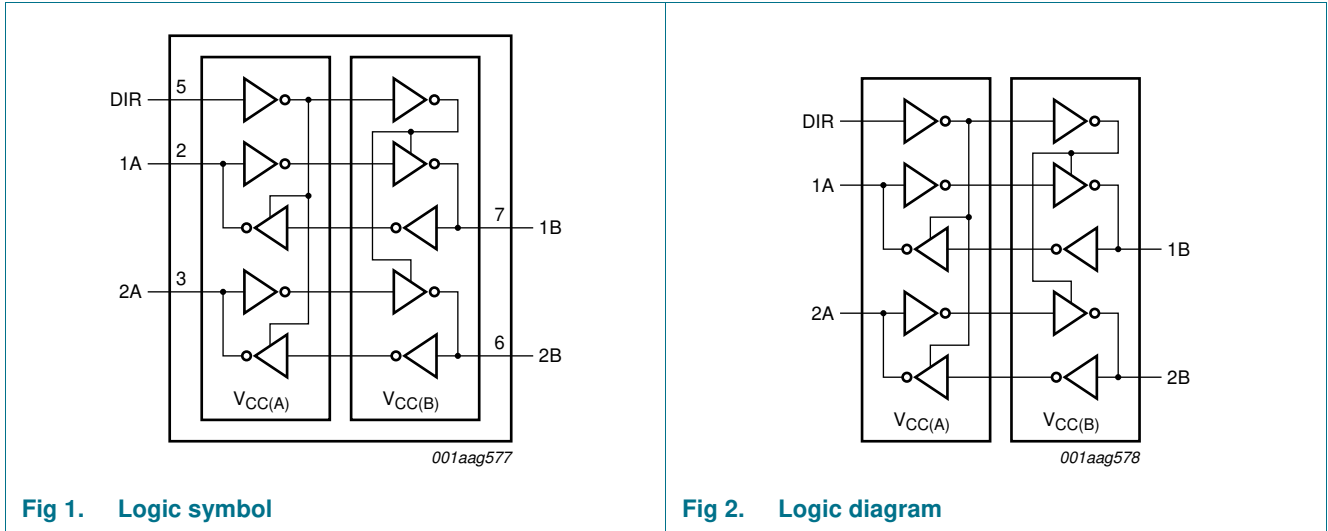 DIR 5
1A 2
7 1B
2A 3
6 2B
VCC(A) VCC(B)
001aag577
Fig 1. Logic symbol
DIR
1A
1B
2A
2B
VCC(A) VCC(B)
001aag578
Fig 2. Logic diagram